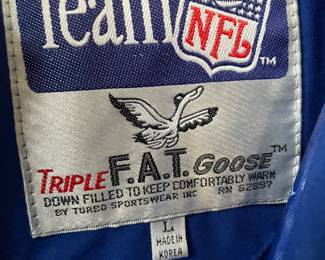 Team
NFL
TM
TRIPLE F.A.T. GOOSE TM
DOWN FILLED TO KEEP COMFORTABLY WARM
BY TURBO SPORTSWEAR INC RN 62897
L
MADE IN
KOREA